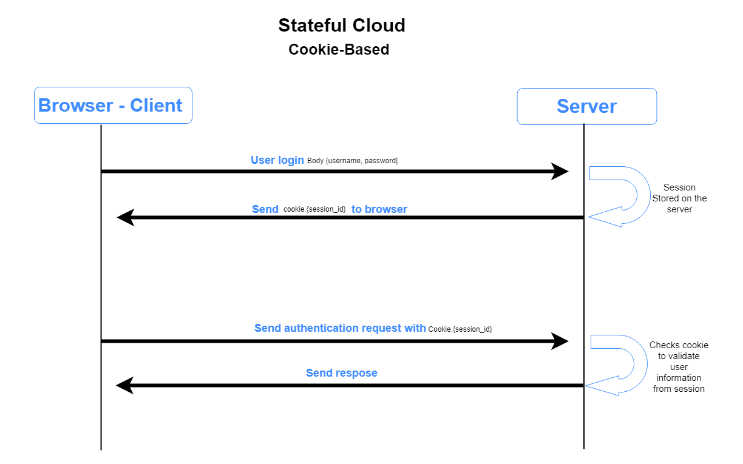 Stateful Cloud
Cookie-Based
Browser - Client
Server
User login Body {username, password}
Session
Stored on the
server
Send cookie.{session_id} to browser
Send authentication request with Cookie.{session_id}
Checks cookie
to validate
user
information
from session
Send respose